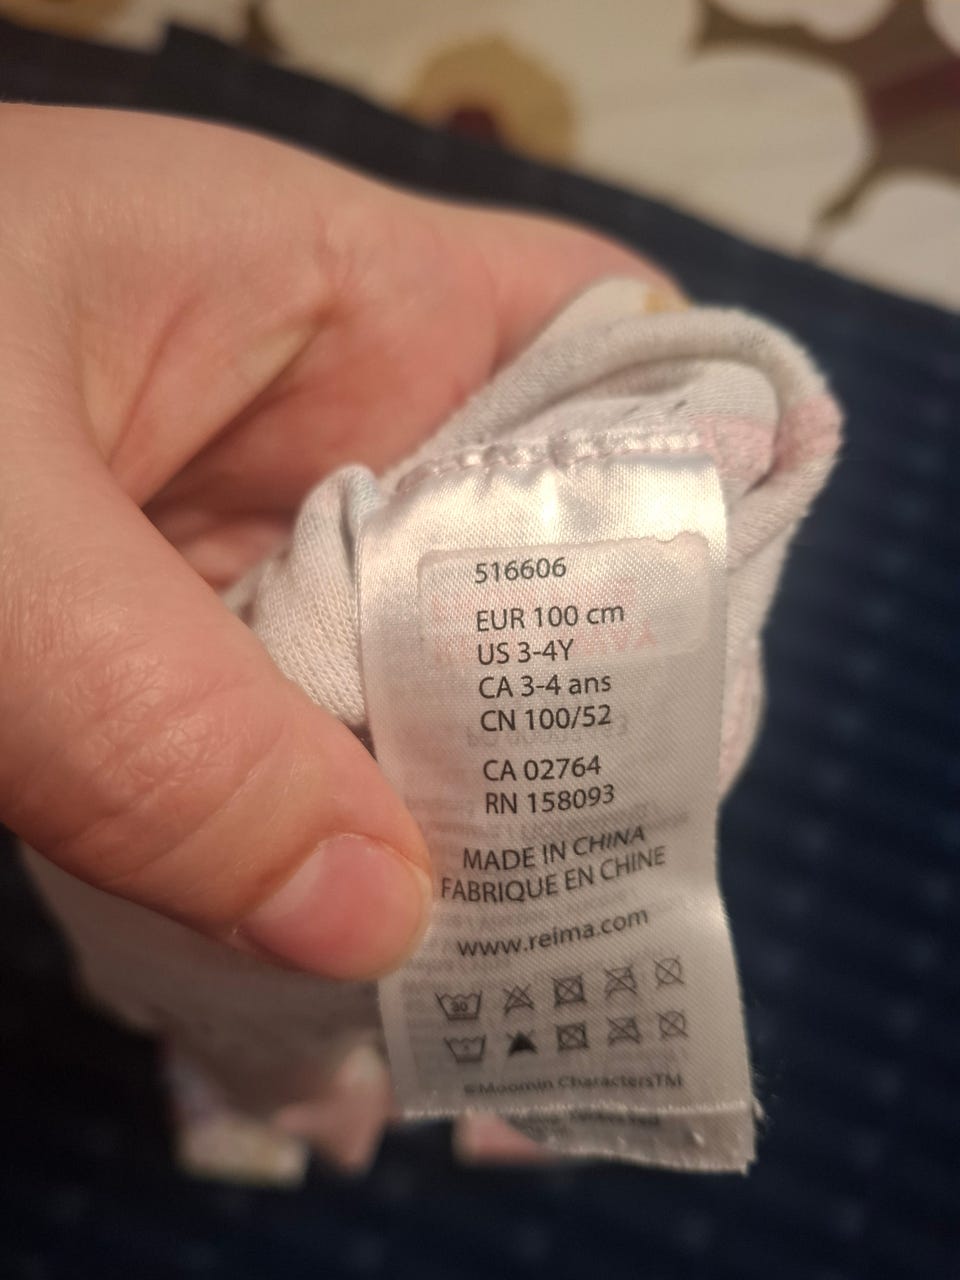 516606
EUR 100 cm
US 3-4Y
CA 3-4 ans
CN 100/52
CA 02764
RN 158093
MADE IN CHINA
FABRIQUE EN CHINE
www.reima.com
30
©Moomin Characters™